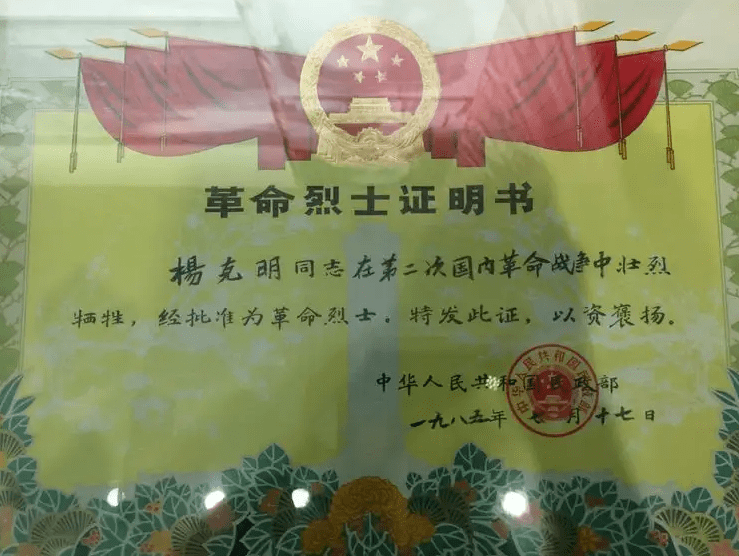 革命烈士证明书
楊克明同志在第二次国内革命战争中壮烈
牺牲，经批准为革命烈士。特发此证，以资褒扬。
中华人民共和国民政部
一九八五年七月十七日